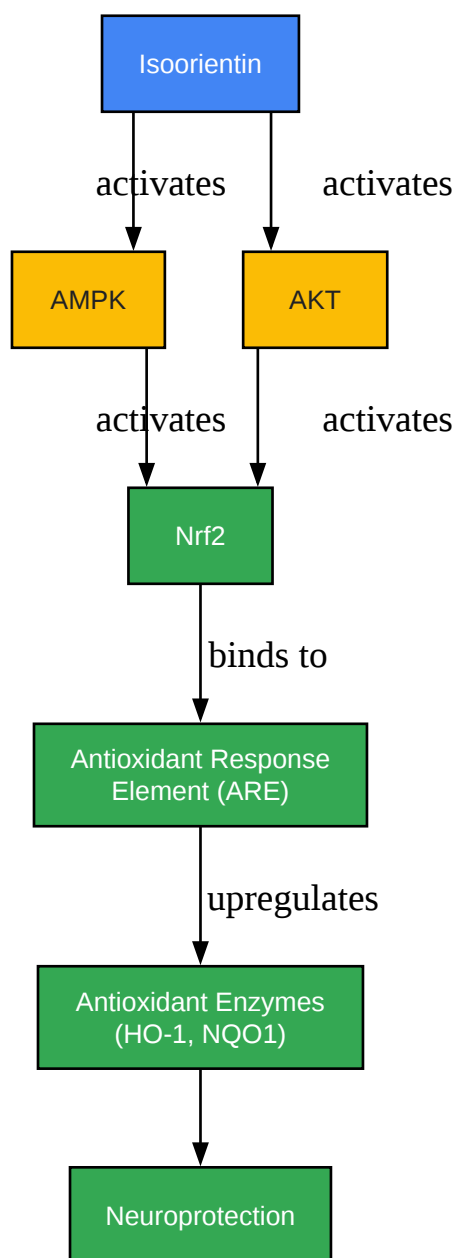 Isoorientin
activates activates
AMPK AKT
activates activates
Nrf2
binds to
Antioxidant Response
Element (ARE)
upregulates
Antioxidant Enzymes
(HO-1, NQO1)
Neuroprotection